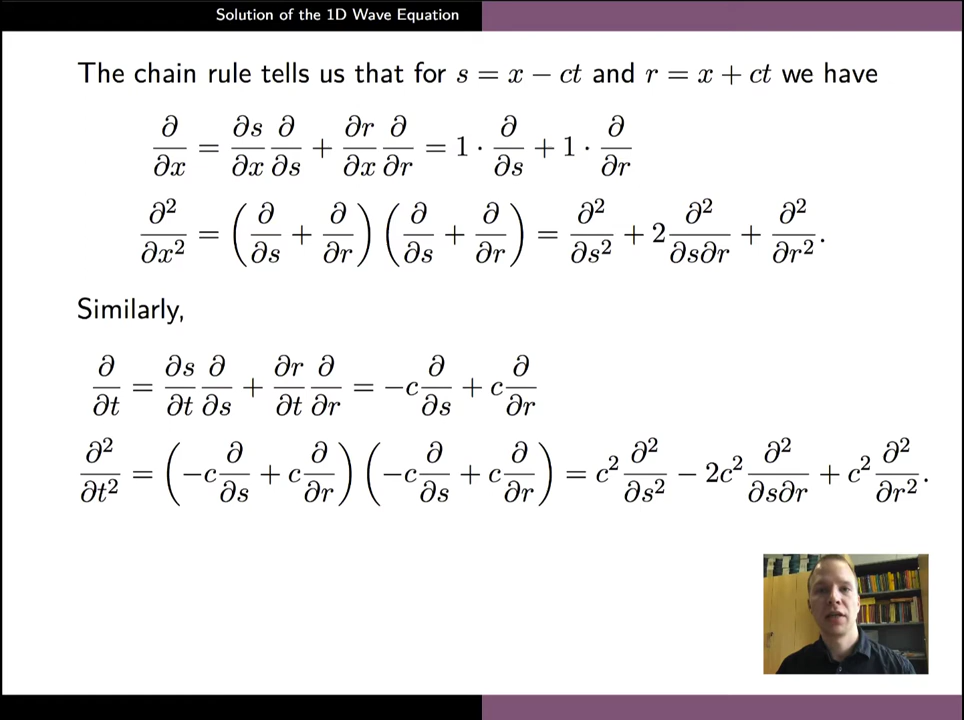 Solution of the 1D Wave Equation
The chain rule tells us that for s = x − ct and r = x + ct we have
∂/∂x = ∂s/∂x ∂/∂s + ∂r/∂x ∂/∂r = 1 · ∂/∂s + 1 · ∂/∂r
∂²/∂x² = (∂/∂s + ∂/∂r) (∂/∂s + ∂/∂r) = ∂²/∂s² + 2 ∂²/∂s∂r + ∂²/∂r².
Similarly,
∂/∂t = ∂s/∂t ∂/∂s + ∂r/∂t ∂/∂r = −c ∂/∂s + c ∂/∂r
∂²/∂t² = (−c ∂/∂s + c ∂/∂r) (−c ∂/∂s + c ∂/∂r) = c² ∂²/∂s² − 2c² ∂²/∂s∂r + c² ∂²/∂r².